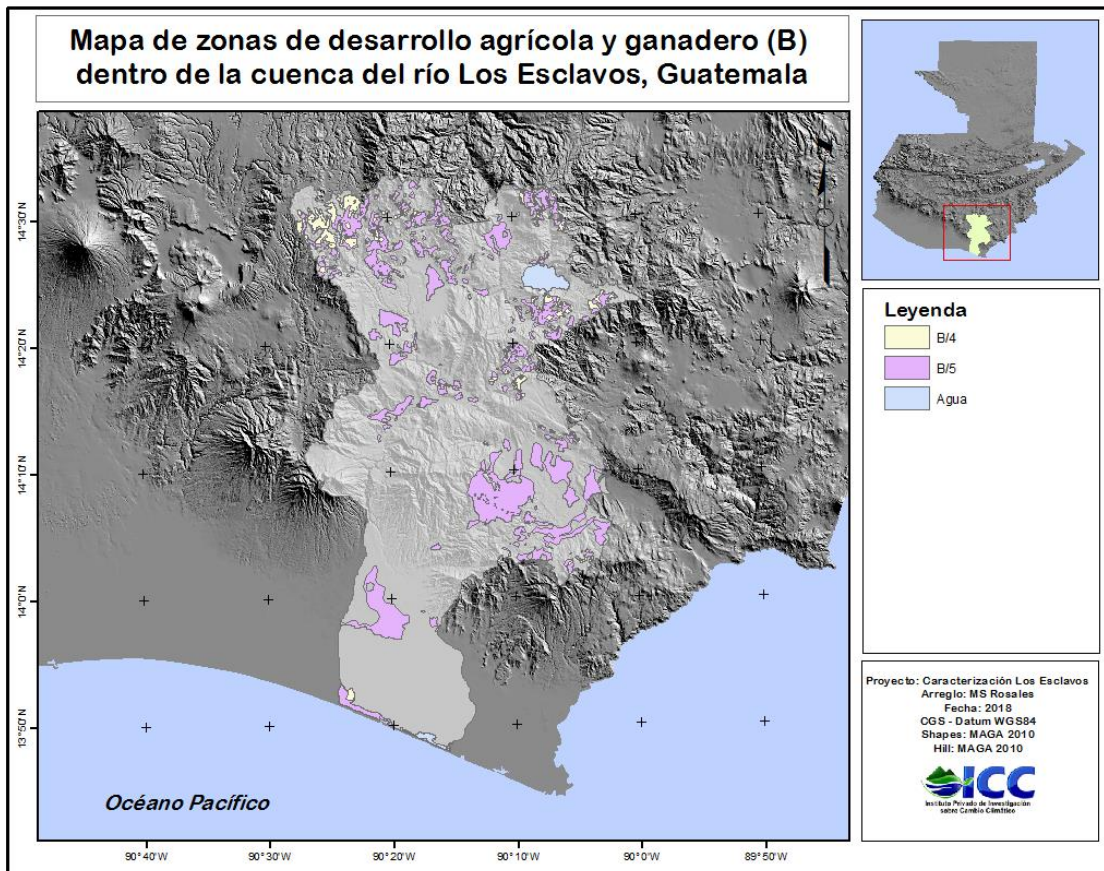 Mapa de zonas de desarrollo agrícola y ganadero (B)
dentro de la cuenca del río Los Esclavos, Guatemala
14°30'N
14°20'N
14°10'N
14°0'N
13°50'N
N
Océano Pacífico
90°40'W
90°30'W
90°20'W
90°10'W
90°0'W
89°50'W
Leyenda
B/4
B/5
Agua
Proyecto: Caracterización Los Esclavos
Arreglo: MS Rosales
Fecha: 2018
CGS - Datum WGS84
Shapes: MAGA 2010
Hill: MAGA 2010
ICC
Instituto Privado de Investigación
sobre Cambio Climático